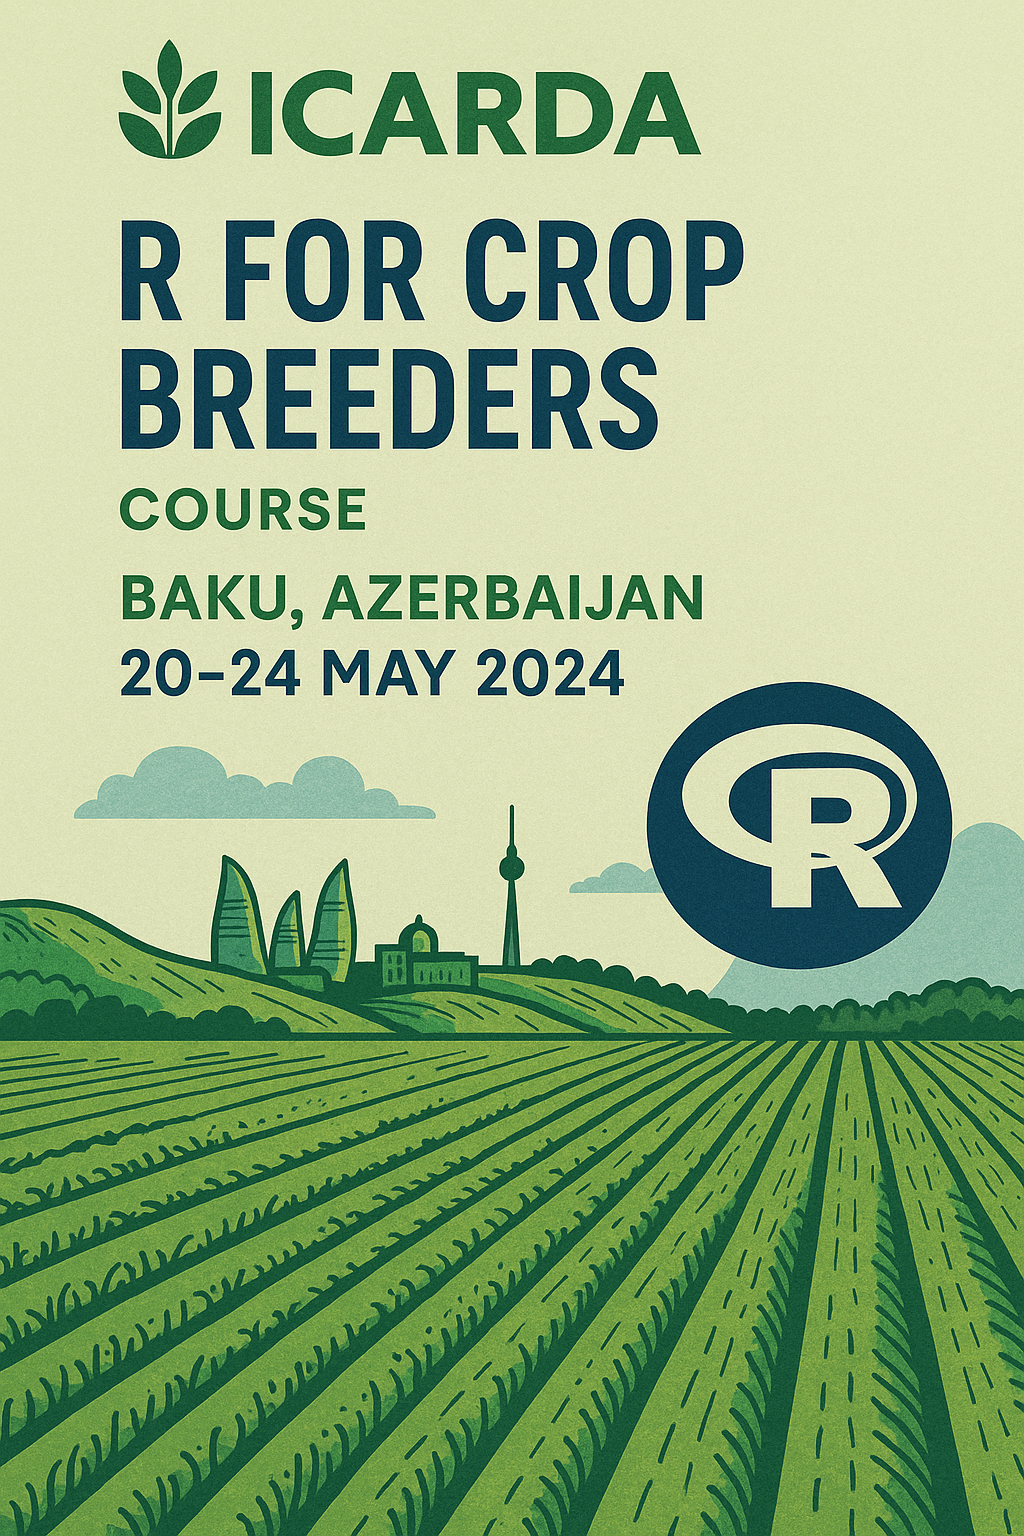 ICARDA
R FOR CROP
BREEDERS
COURSE
BAKU, AZERBAIJAN
20–24 MAY 2024
R